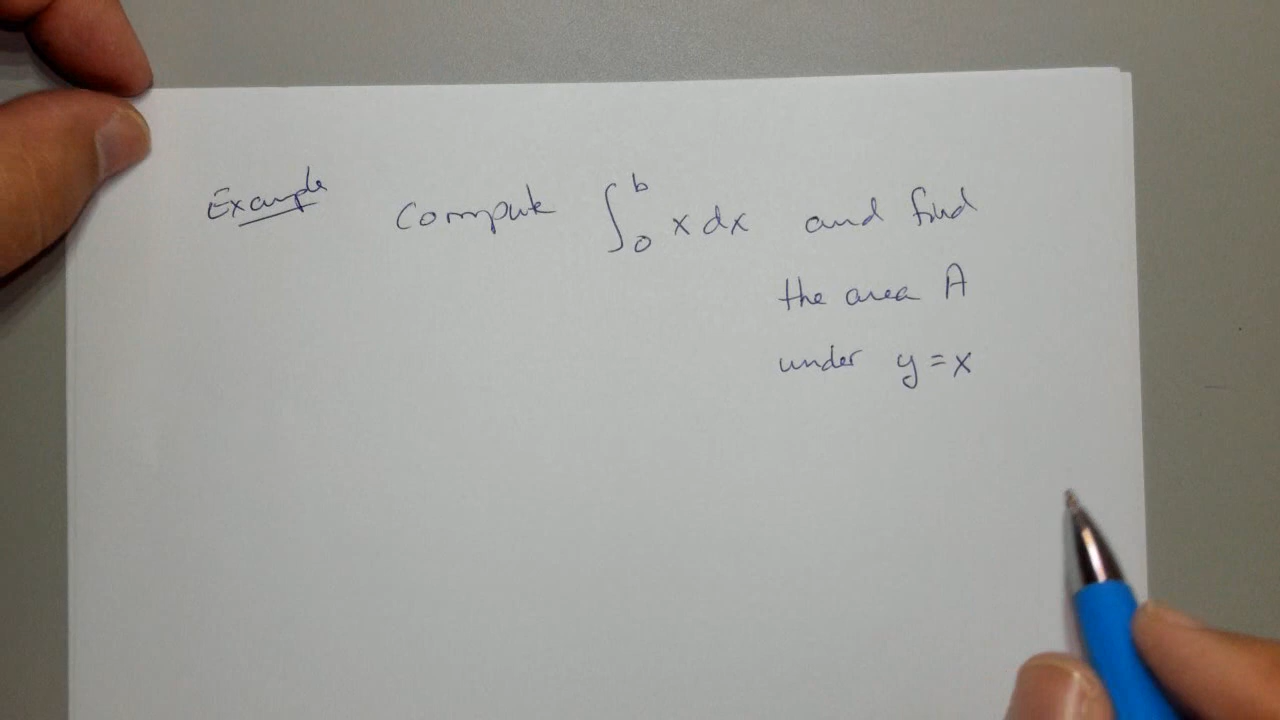 Example Compute ∫₀ᵇ x dx and find
the area A
under y = x